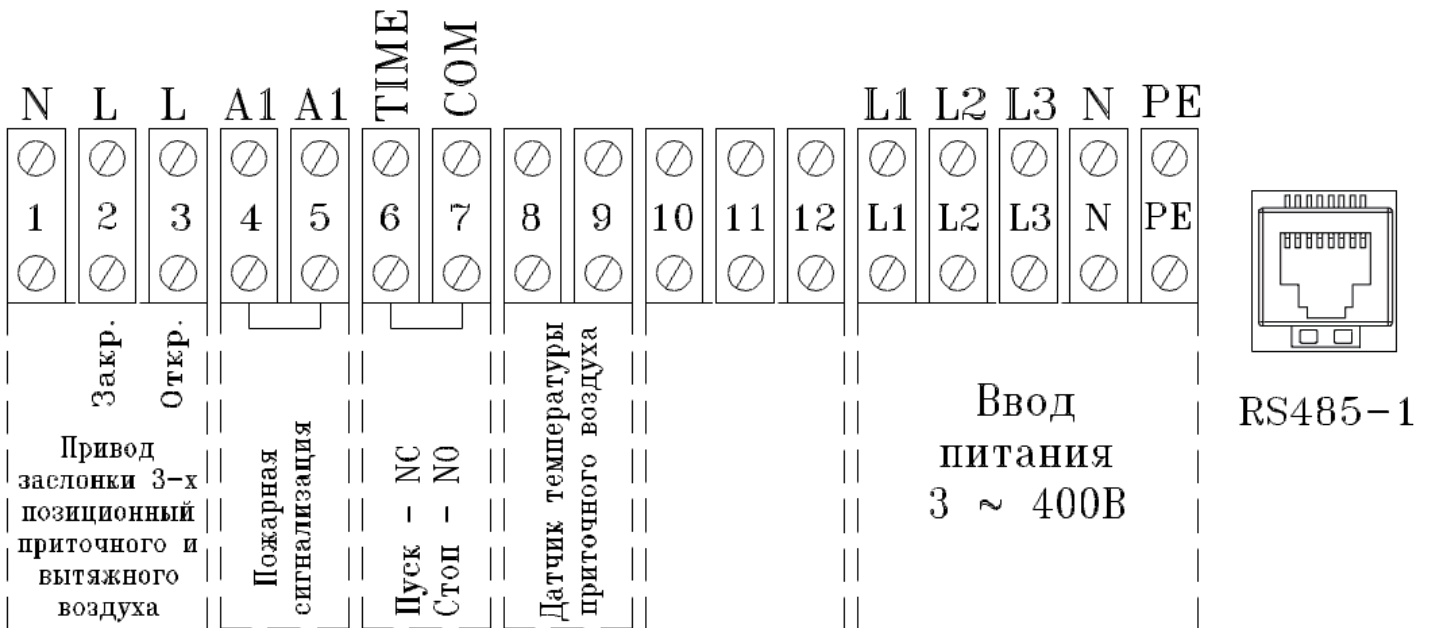 TIME COM
N L L A1 A1 L1 L2 L3 N PE
1 2 3 4 5 6 7 8 9 10 11 12 L1 L2 L3 N PE
Закр.
Откр.
Привод
заслонки 3-х
позиционный
приточного и
вытяжного
воздуха
Пожарная
сигнализация
Пуск - NC
Стоп - NO
Датчик температуры
приточного воздуха
Ввод
питания
3 ~ 400В
RS485-1